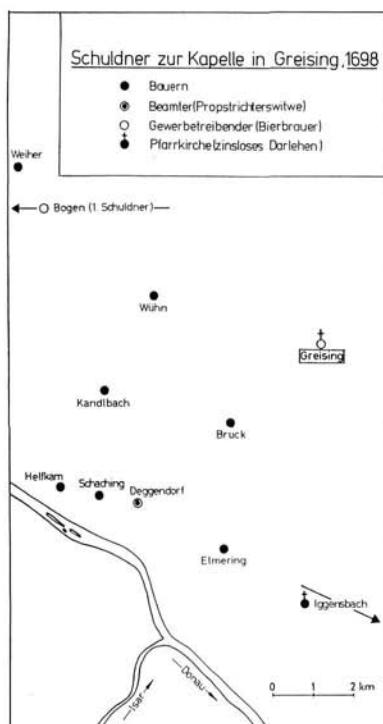 Schuldner zur Kapelle in Greising, 1698
Bauern
Beamter (Propstrichterswitwe)
Gewerbetreibender (Bierbrauer)
Pfarrkirche (zinsloses Darlehen)
Weiher
Bogen (1. Schuldner)
Wühn
Greising
Kandlbach
Bruck
Helfkam
Schaching
Deggendorf
Elmering
Iggensbach
Isar
Donau
0 1 2 km